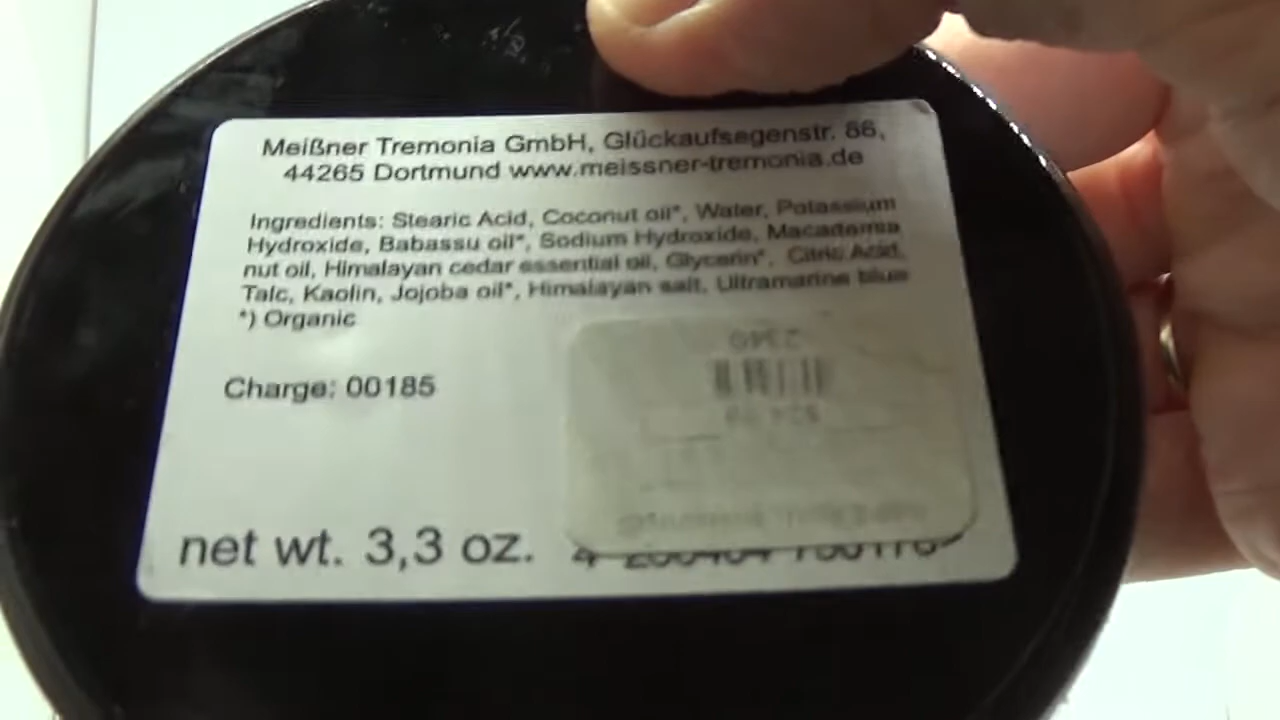 Meißner Tremonia GmbH, Glückaufsegenstr. 86,
44265 Dortmund www.meissner-tremonia.de
Ingredients: Stearic Acid, Coconut oil*, Water, Potassium
Hydroxide, Babassu oil*, Sodium Hydroxide, Macadamia
nut oil, Himalayan cedar essential oil, Glycerin*, Citric Acid,
Talc, Kaolin, Jojoba oil*, Himalayan salt, Ultramarine blue
*) Organic
Charge: 00185
net wt. 3,3 oz.